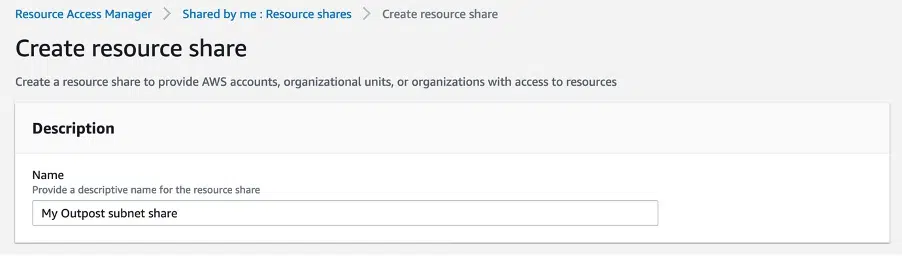 Resource Access Manager > Shared by me : Resource shares > Create resource share
Create resource share
Create a resource share to provide AWS accounts, organizational units, or organizations with access to resources
Description
Name
Provide a descriptive name for the resource share
My Outpost subnet share